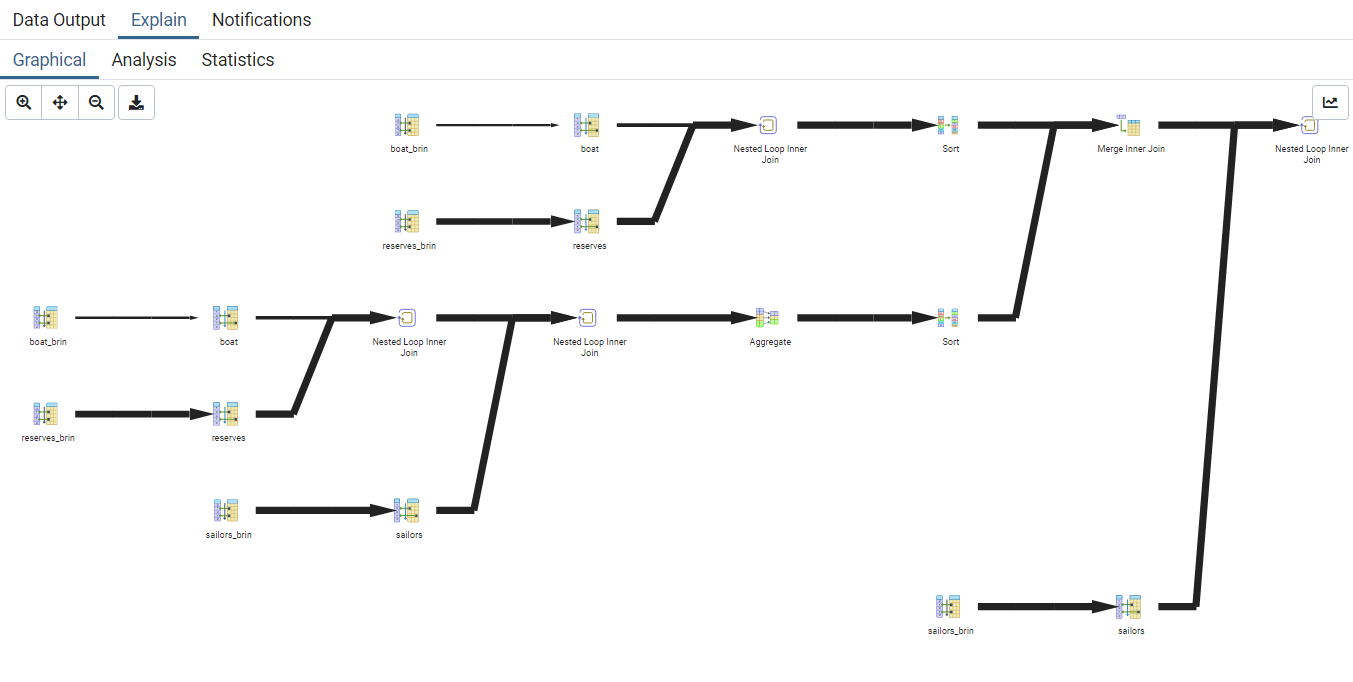 Data Output Explain Notifications
Graphical Analysis Statistics
boat_brin boat Nested Loop Inner Join Sort Merge Inner Join Nested Loop Inner Join
reserves_brin reserves
boat_brin boat Nested Loop Inner Join Nested Loop Inner Join Aggregate Sort
reserves_brin reserves
sailors_brin sailors
sailors_brin sailors